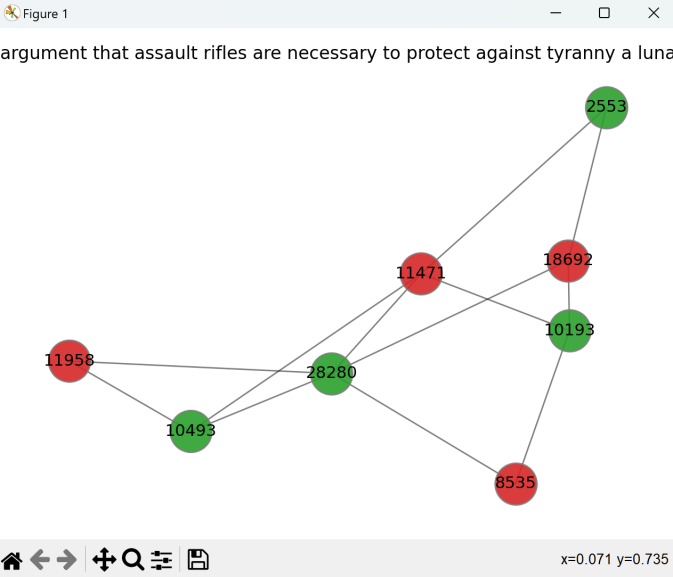 Figure 1
argument that assault rifles are necessary to protect against tyranny a luna
2553
18692
11471
10193
11958
28280
10493
8535
x=0.071 y=0.735